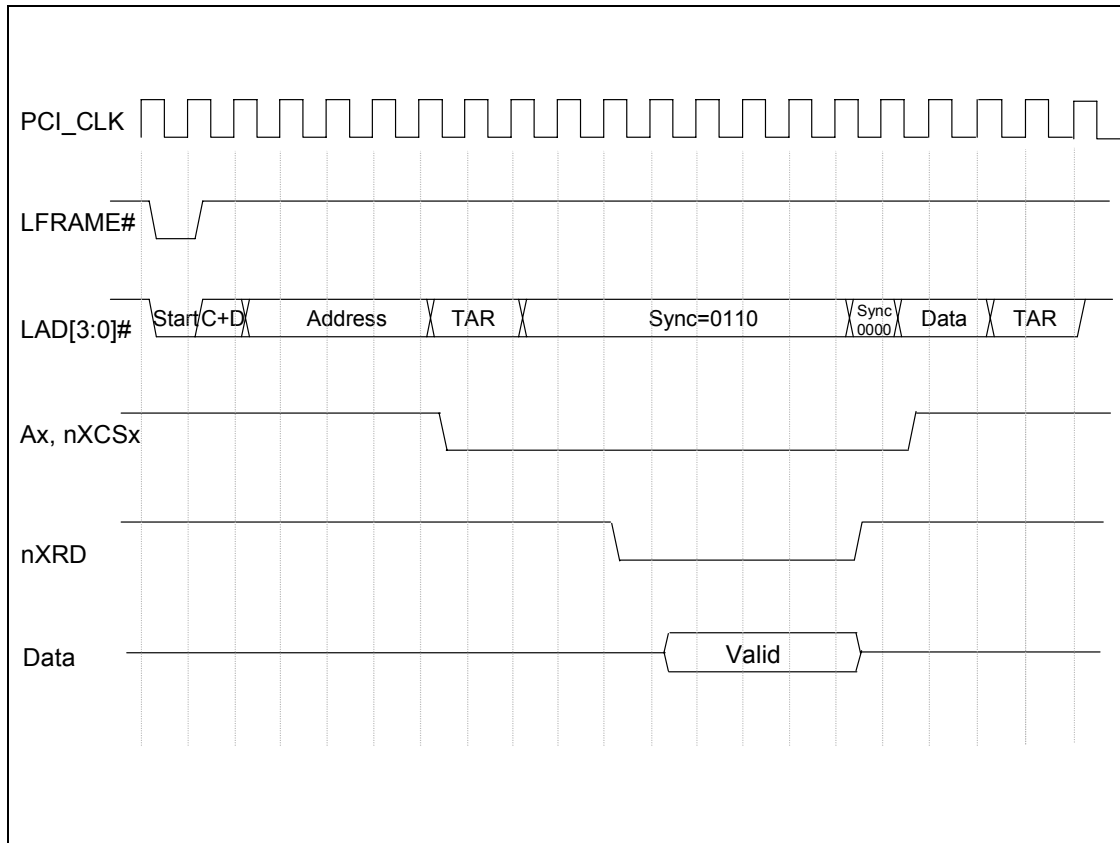 PCI_CLK
LFRAME#
LAD[3:0]#
Start
C+D
Address
TAR
Sync=0110
Sync
0000
Data
TAR
Ax, nXCSx
nXRD
Data
Valid